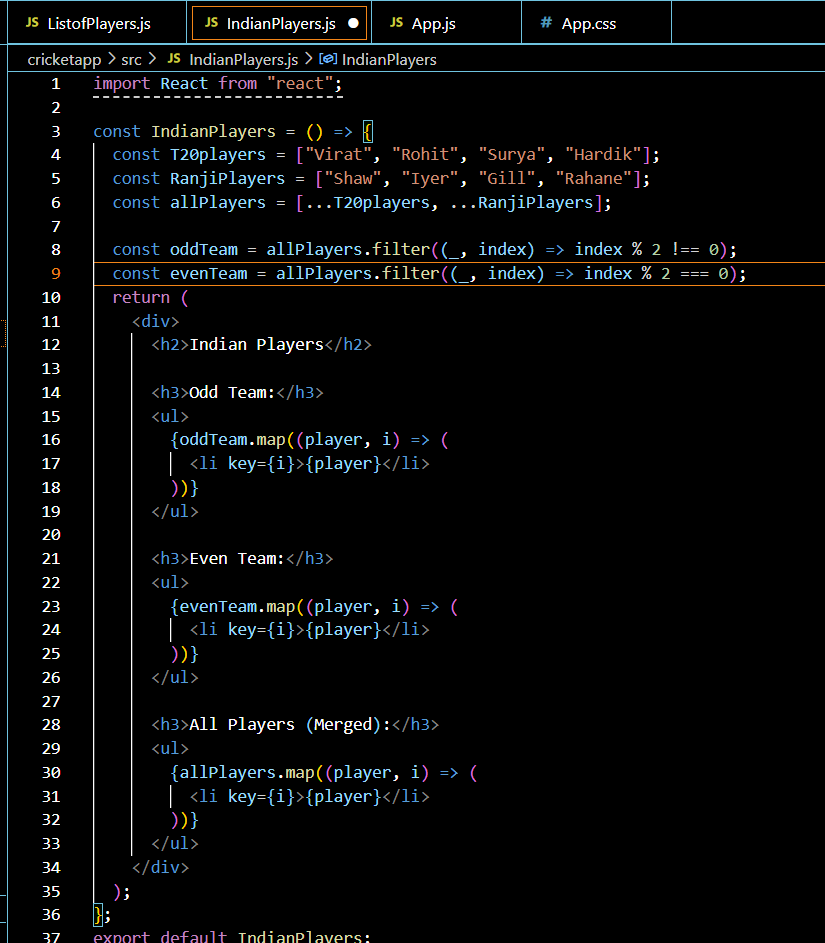 JS ListofPlayers.js JS IndianPlayers.js ● JS App.js # App.css
cricketapp > src > JS IndianPlayers.js > IndianPlayers
1 import React from "react";
2
3 const IndianPlayers = () => {
4   const T20players = ["Virat", "Rohit", "Surya", "Hardik"];
5   const RanjiPlayers = ["Shaw", "Iyer", "Gill", "Rahane"];
6   const allPlayers = [...T20players, ...RanjiPlayers];
7
8   const oddTeam = allPlayers.filter((_, index) => index % 2 !== 0);
9   const evenTeam = allPlayers.filter((_, index) => index % 2 === 0);
10   return (
11     <div>
12       <h2>Indian Players</h2>
13
14       <h3>Odd Team:</h3>
15       <ul>
16         {oddTeam.map((player, i) => (
17           <li key={i}>{player}</li>
18         ))}
19       </ul>
20
21       <h3>Even Team:</h3>
22       <ul>
23         {evenTeam.map((player, i) => (
24           <li key={i}>{player}</li>
25         ))}
26       </ul>
27
28       <h3>All Players (Merged):</h3>
29       <ul>
30         {allPlayers.map((player, i) => (
31           <li key={i}>{player}</li>
32         ))}
33       </ul>
34     </div>
35   );
36 };
37 export default IndianPlayers;